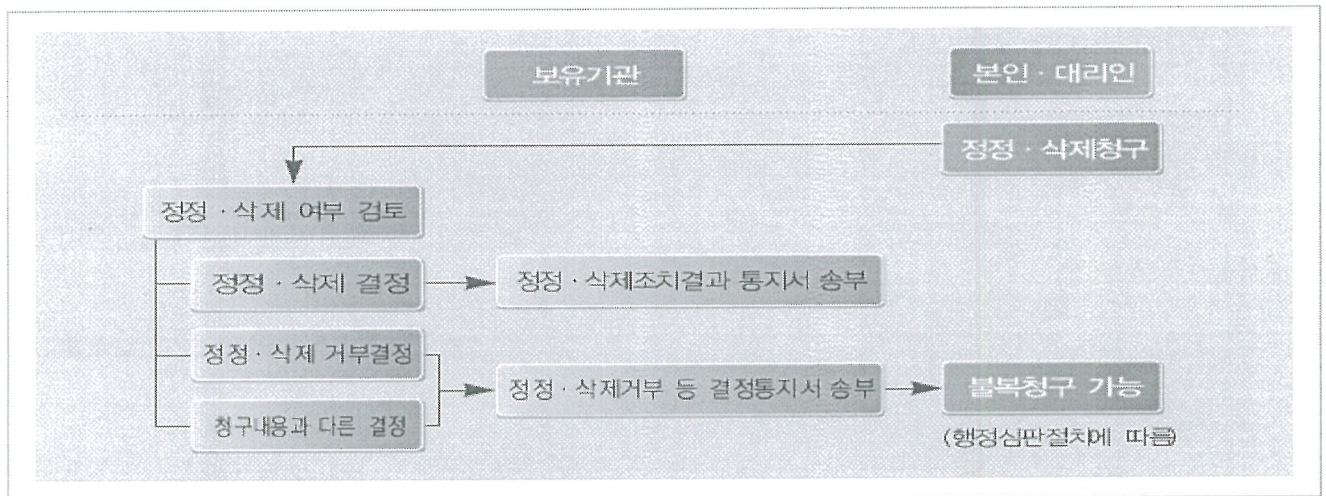 보유기관
본인 · 대리인
정정 · 삭제청구
정정 · 삭제 여부 검토
정정 · 삭제 결정
정정 · 삭제조치결과 통지서 송부
정정 · 삭제 거부결정
정정 · 삭제거부 등 결정통지서 송부
불복청구 가능
청구내용과 다른 결정
(행정심판절차에 따름)